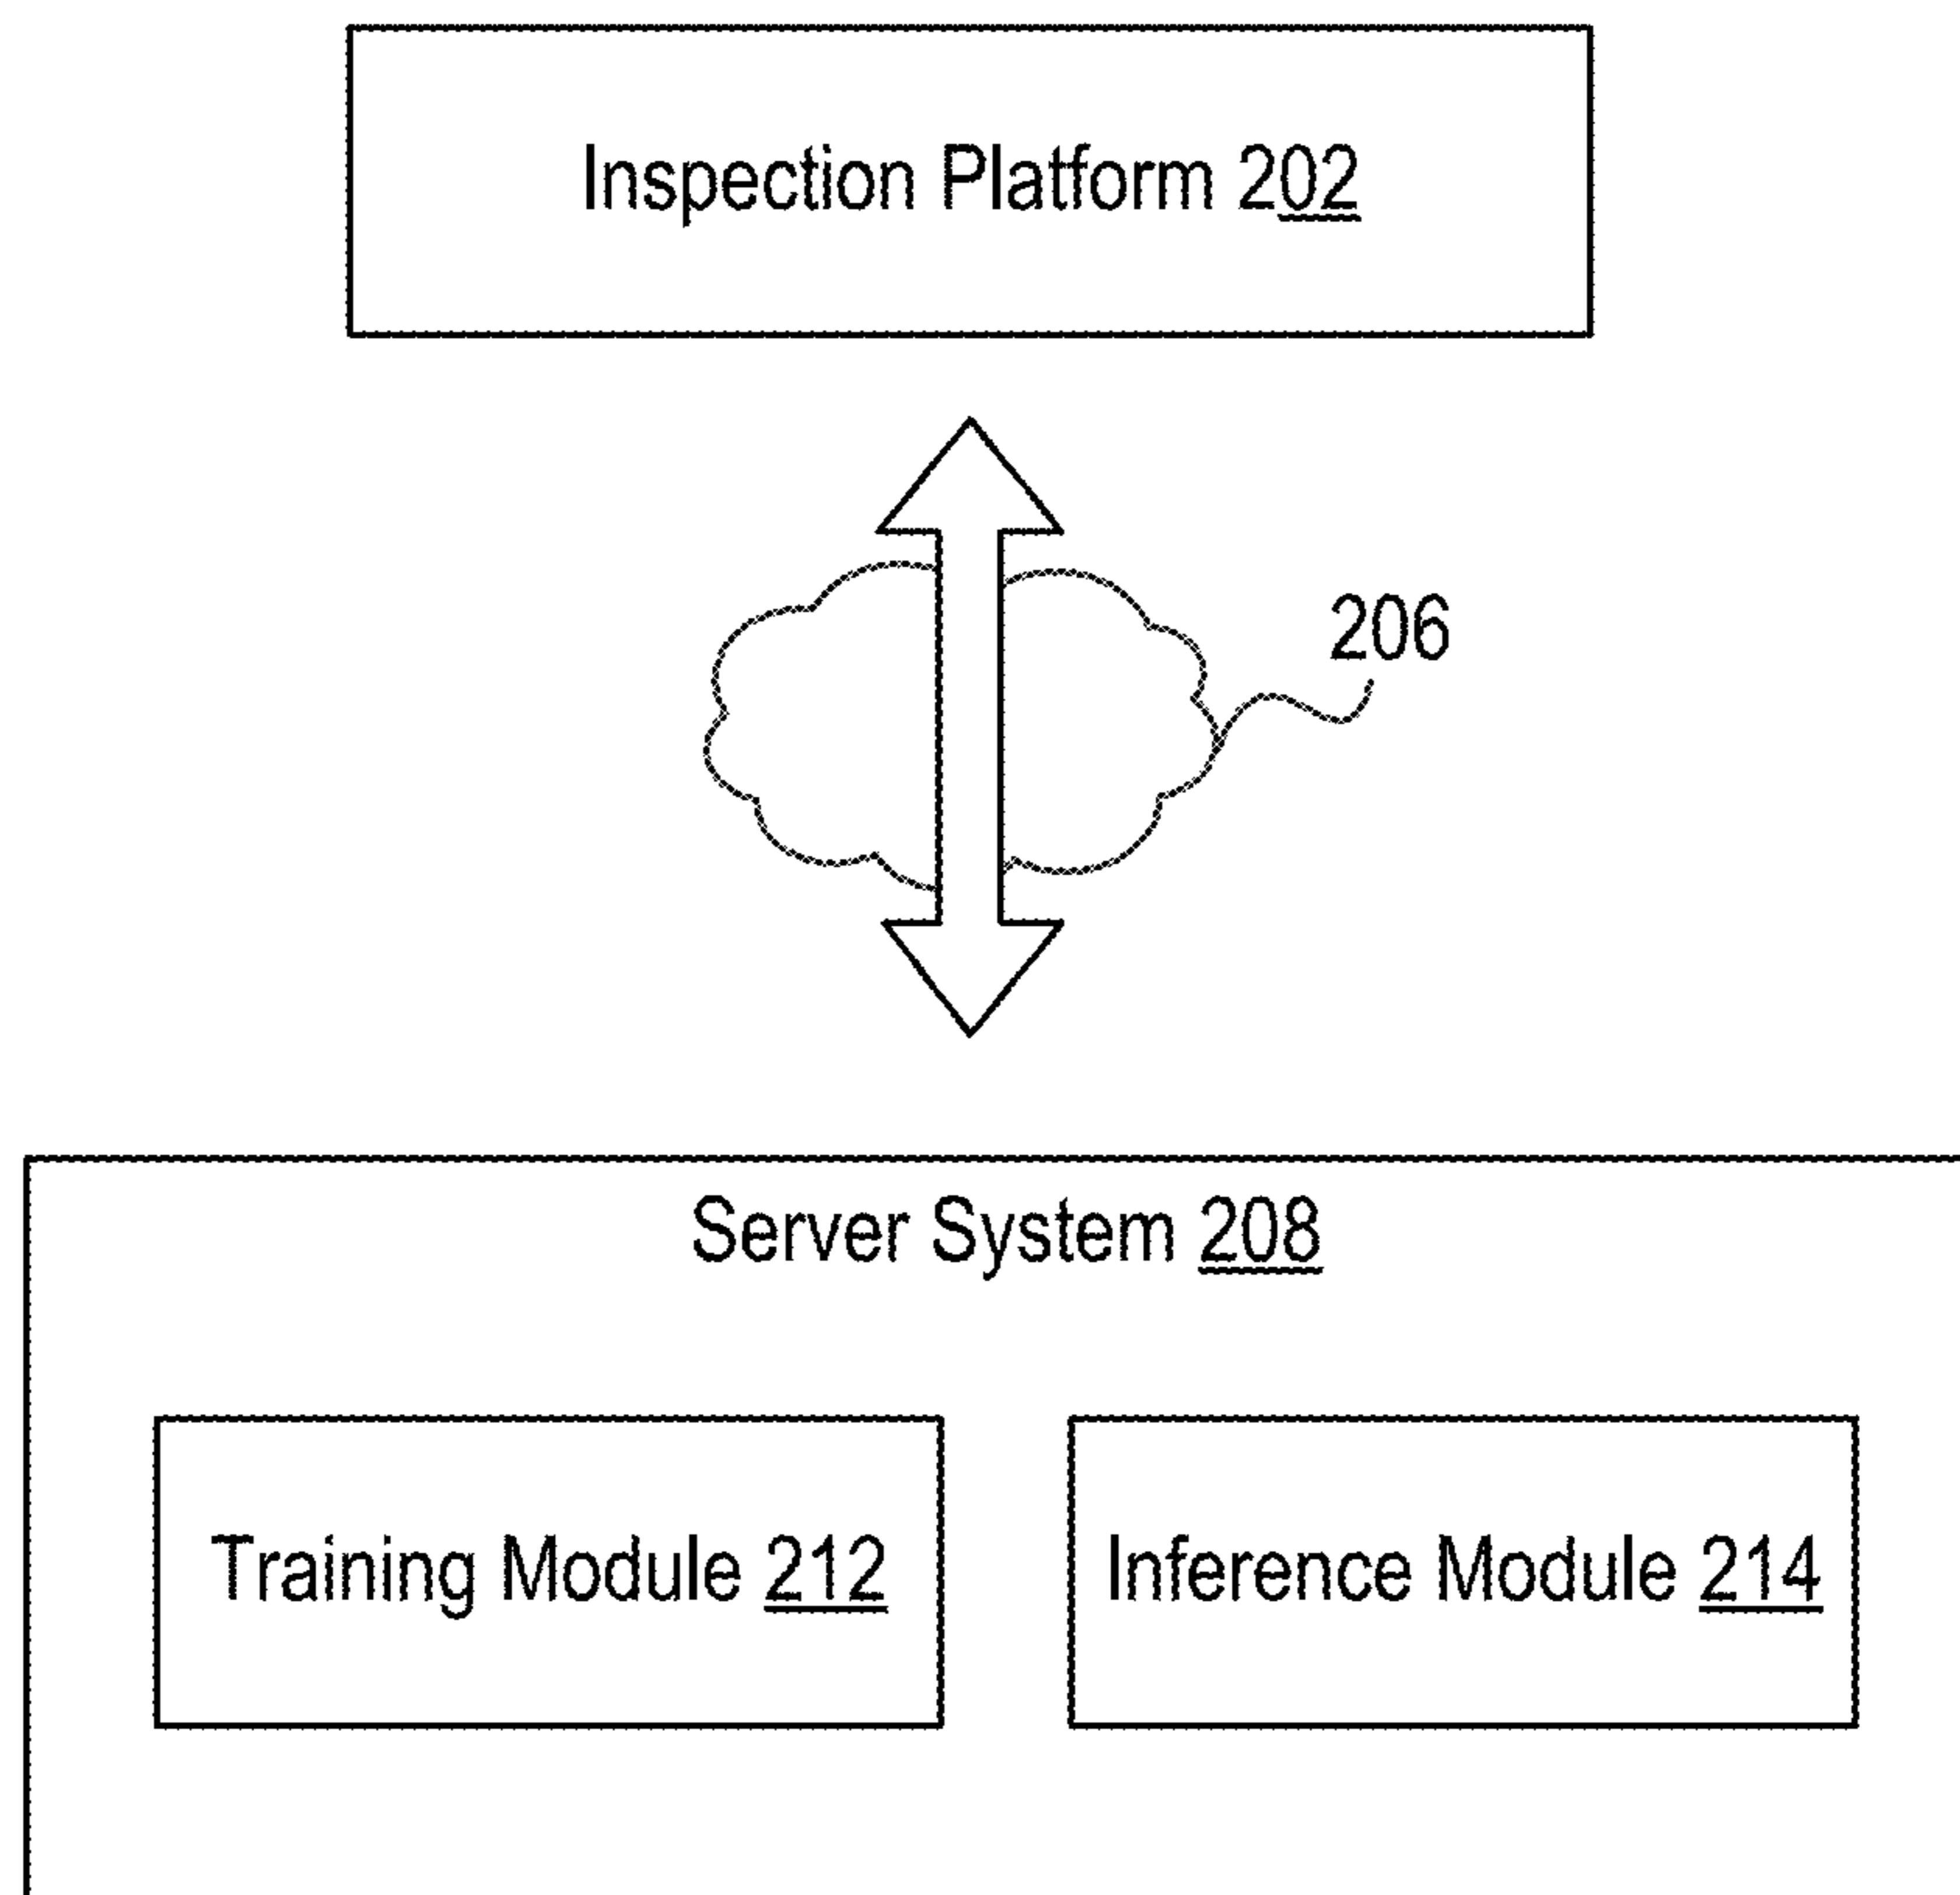 Inspection Platform 202
206
Server System 208
Training Module 212
Inference Module 214